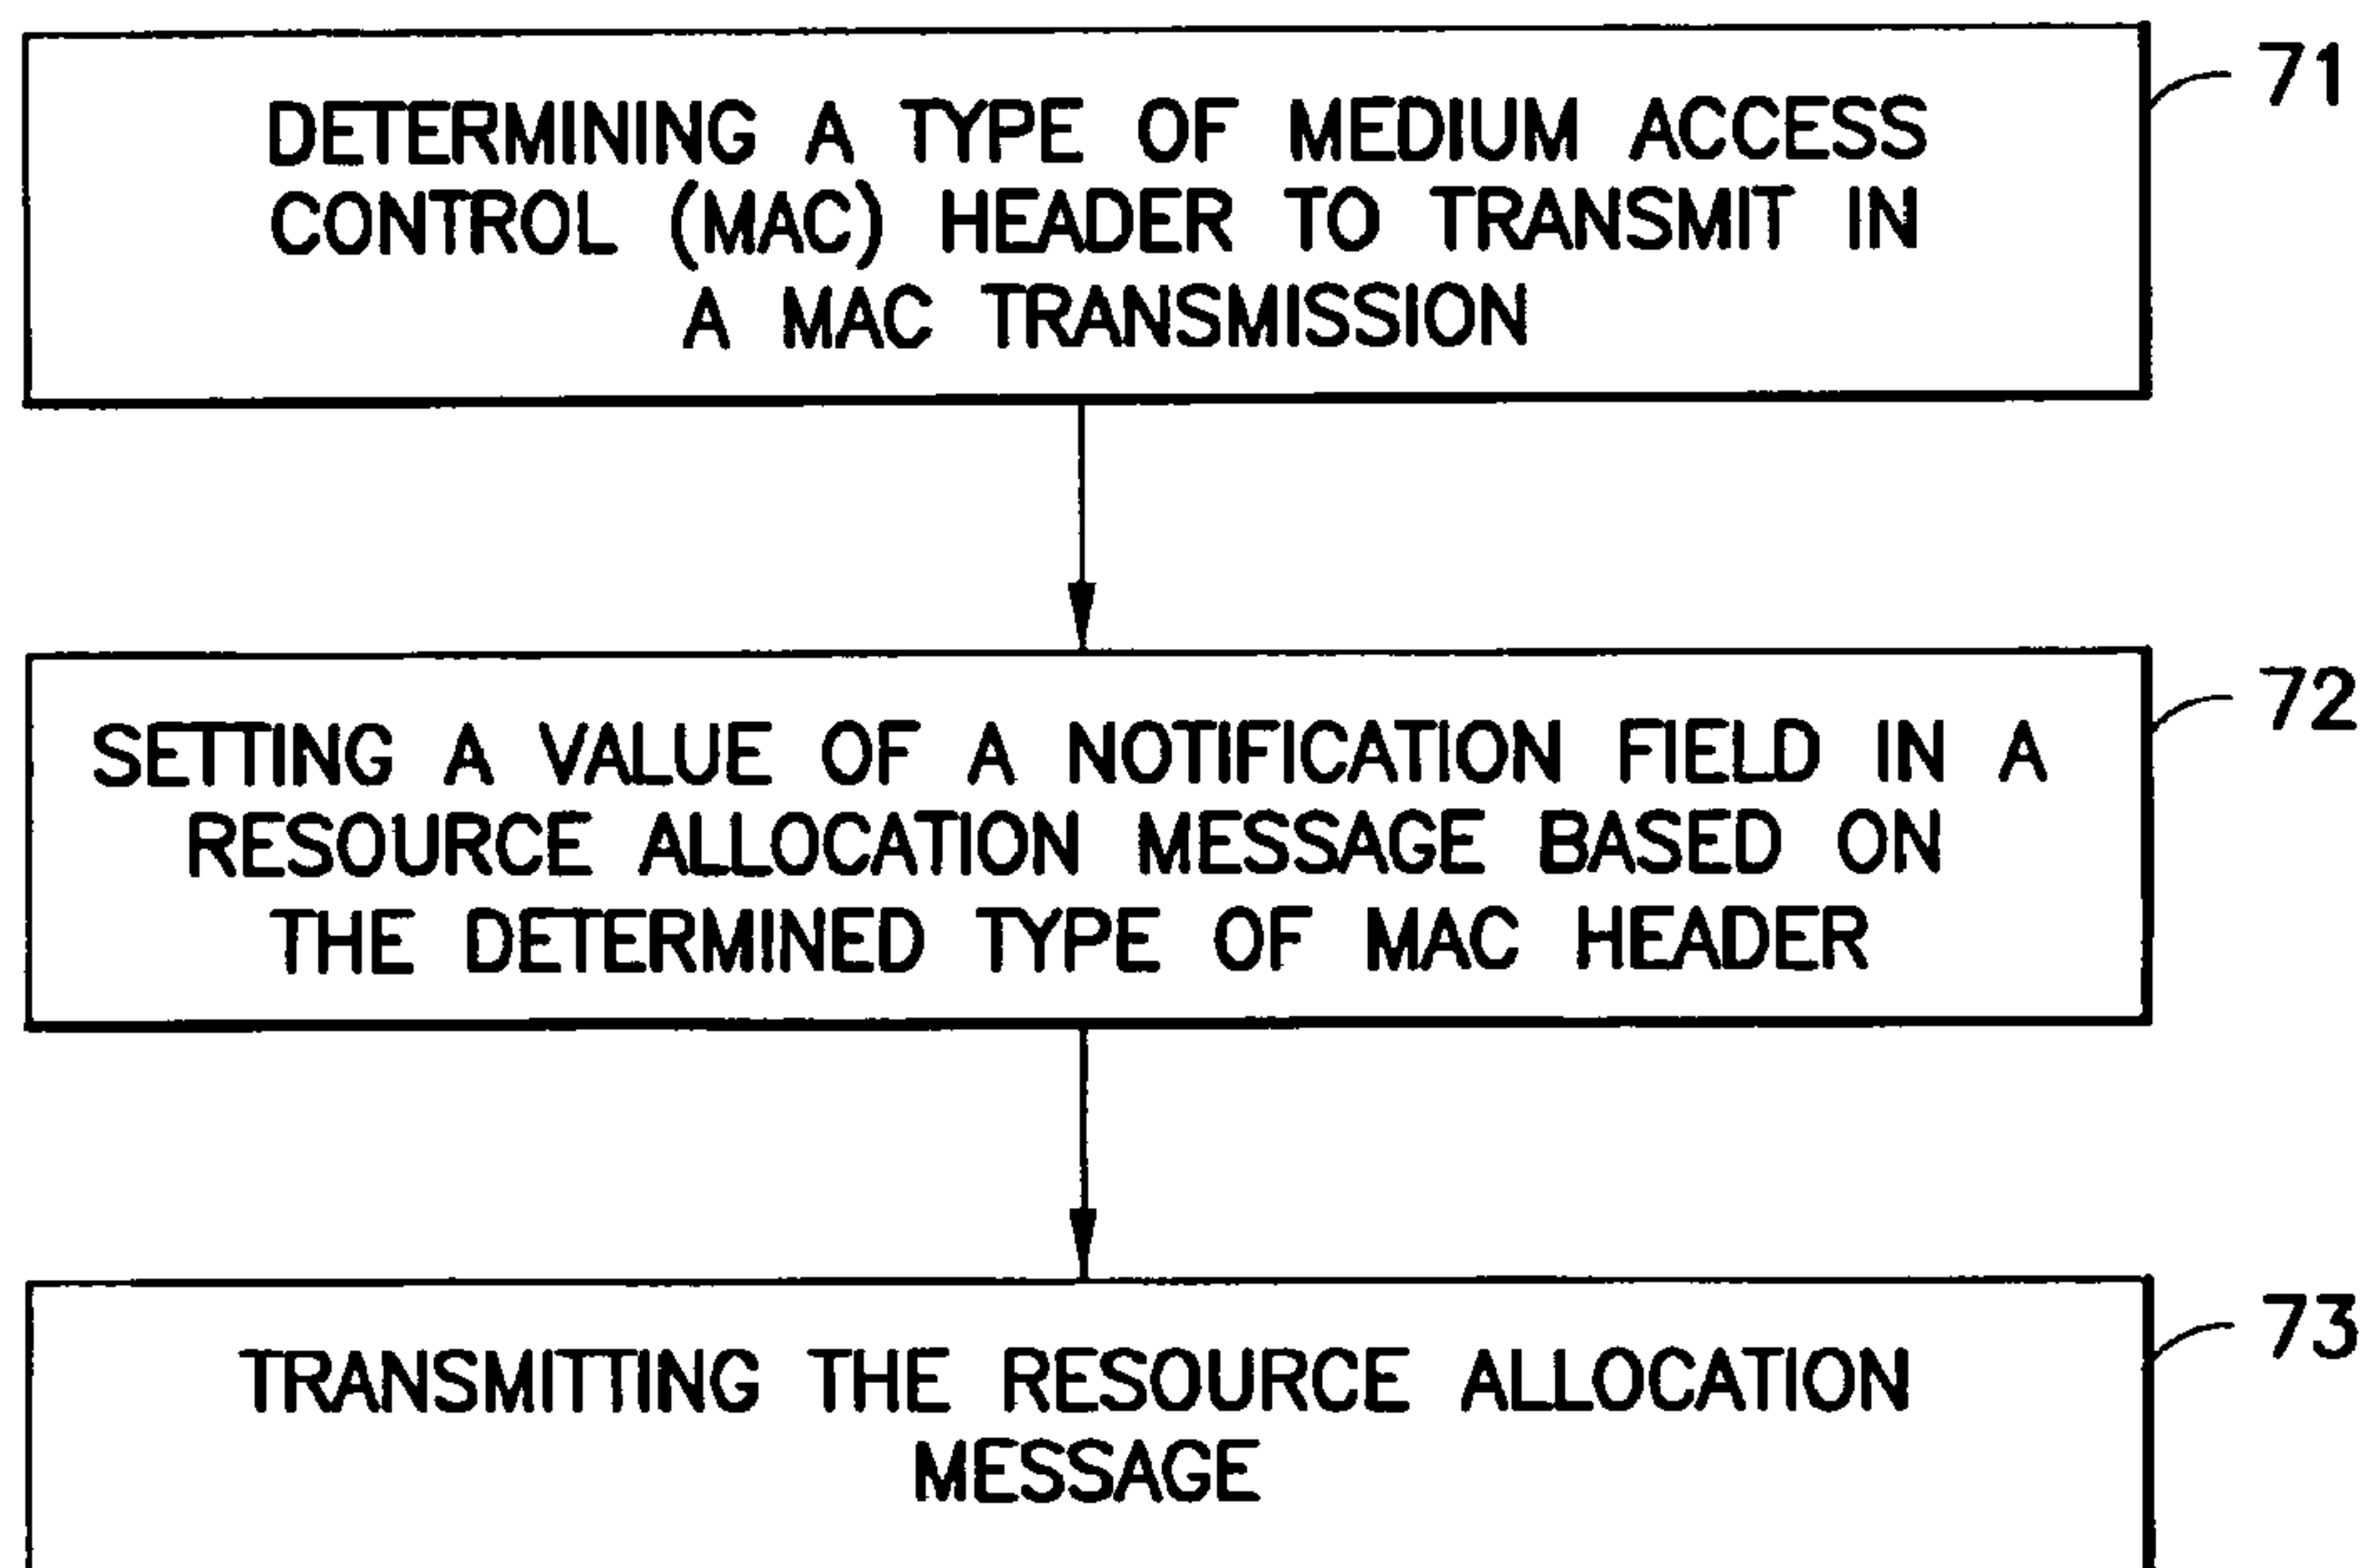 DETERMINING A TYPE OF MEDIUM ACCESS
CONTROL (MAC) HEADER TO TRANSMIT IN
A MAC TRANSMISSION
71
SETTING A VALUE OF A NOTIFICATION FIELD IN A
RESOURCE ALLOCATION MESSAGE BASED ON
THE DETERMINED TYPE OF MAC HEADER
72
TRANSMITTING THE RESOURCE ALLOCATION
MESSAGE
73